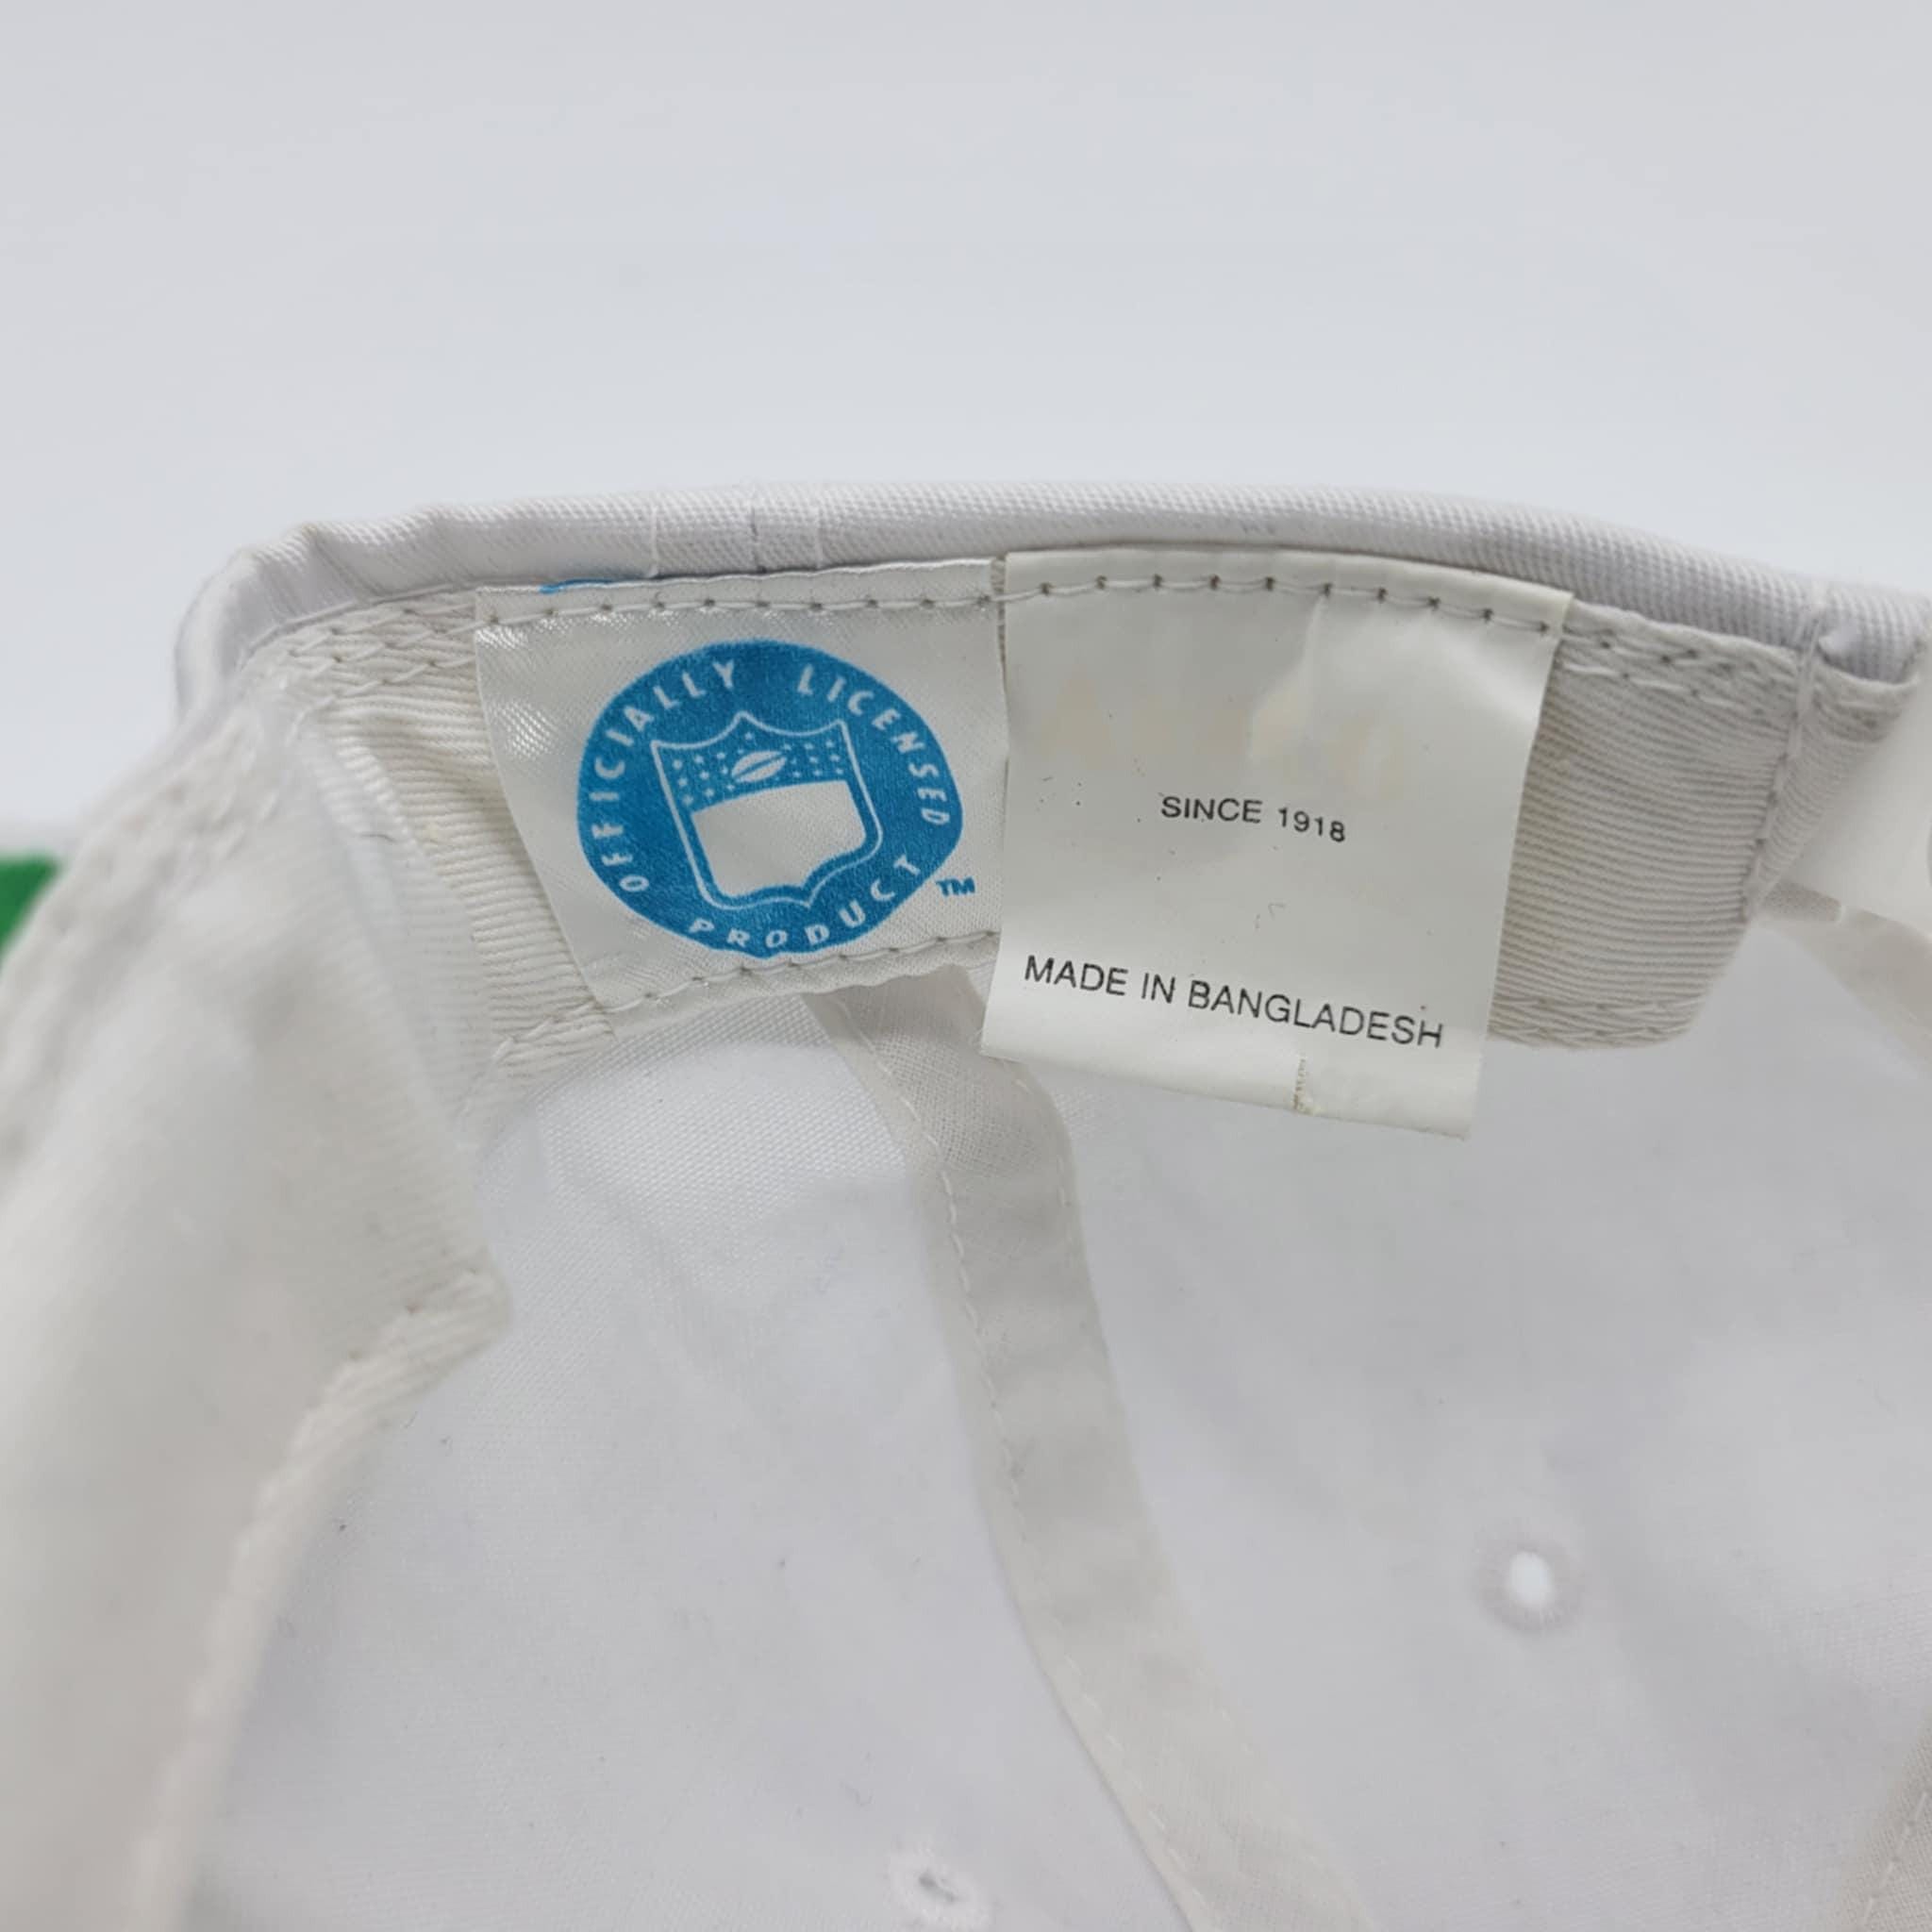 OFFICIALLY LICENSED
PRODUCT
TM
SINCE 1918
MADE IN BANGLADESH